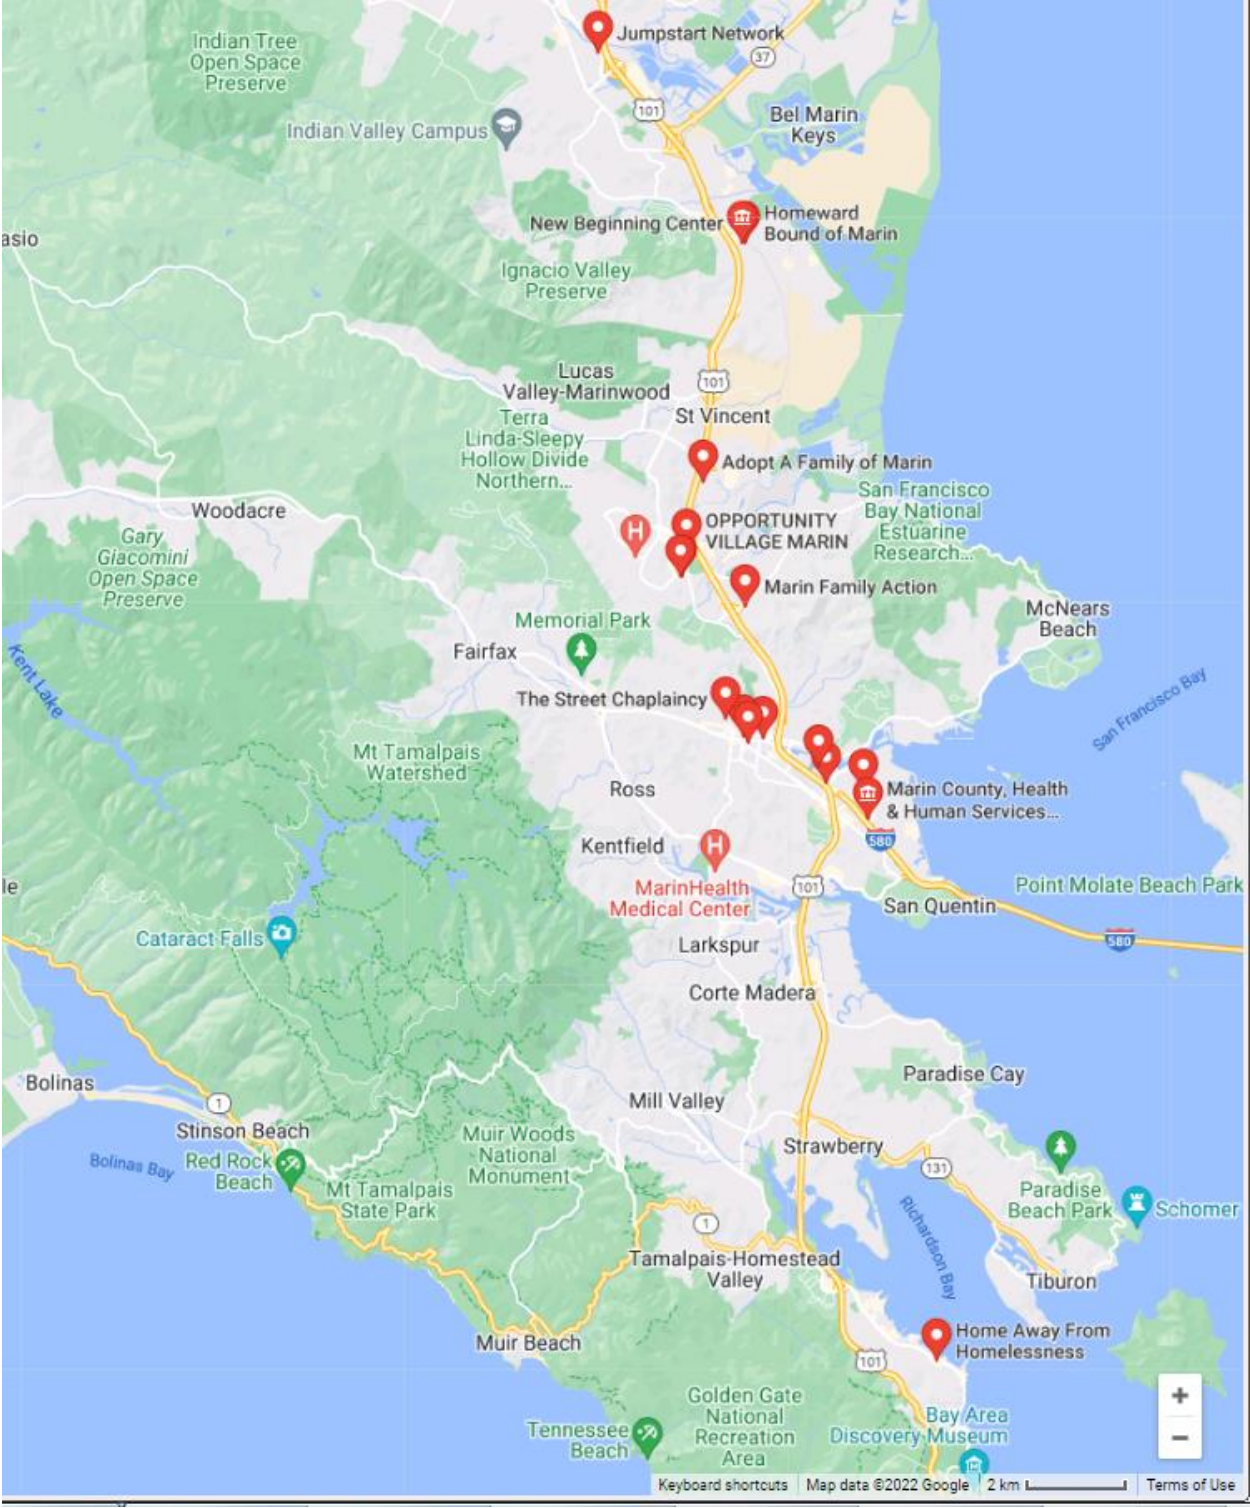 Jumpstart Network
Indian Tree
Open Space
Preserve
37
101
Bel Marin
Keys
Indian Valley Campus
New Beginning Center
Homeward
Bound of Marin
asio
Ignacio Valley
Preserve
Lucas
Valley-Marinwood
101
St Vincent
Terra
Linda-Sleepy
Hollow Divide
Northern...
Adopt A Family of Marin
San Francisco
Bay National
Estuarine
Research...
Woodacre
H
OPPORTUNITY
VILLAGE MARIN
Gary
Giacomini
Open Space
Preserve
Marin Family Action
McNears
Beach
Memorial Park
Fairfax
Kent Lake
The Street Chaplaincy
San Francisco Bay
Mt Tamalpais
Watershed
Ross
Marin County, Health
& Human Services...
Kentfield
H
580
MarinHealth
Medical Center
101
le
Point Molate Beach Park
San Quentin
Cataract Falls
Larkspur
580
Corte Madera
Paradise Cay
Bolinas
Mill Valley
1
Stinson Beach
Muir Woods
National
Monument
Strawberry
Bolinas Bay
Red Rock
Beach
131
Mt Tamalpais
State Park
Paradise
Beach Park
Schomer
1
Richardson Bay
Tamalpais-Homestead
Valley
Tiburon
Muir Beach
Home Away From
Homelessness
101
Golden Gate
National
Recreation
Area
Tennessee
Beach
Bay Area
Discovery Museum
+
−
Keyboard shortcuts
Map data ©2022 Google
2 km
Terms of Use